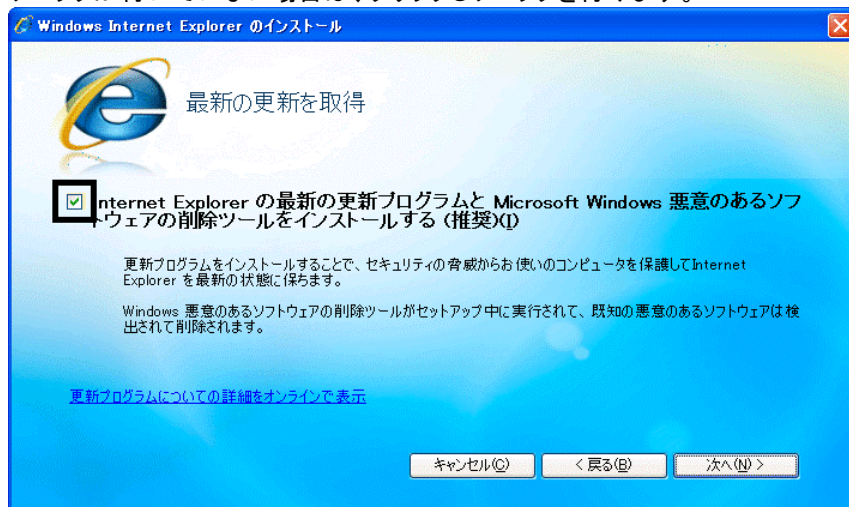 Windows Internet Explorer のインストール
最新の更新を取得
nternet Explorer の最新の更新プログラムと Microsoft Windows 悪意のあるソフ
トウェアの削除ツールをインストールする (推奨)(I)
更新プログラムをインストールすることで、セキュリティの脅威からお使いのコンピュータを保護してInternet
Explorer を最新の状態に保ちます。
Windows 悪意のあるソフトウェアの削除ツールがセットアップ中に実行されて、既知の悪意のあるソフトウェアは検
出されて削除されます。
更新プログラムについての詳細をオンラインで表示
キャンセル(C)
< 戻る(B)
次へ(N) >